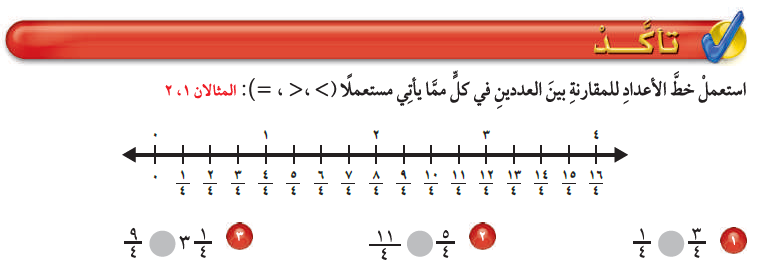 تأكَّدْ
استعملْ خطَّ الأعدادِ للمقارنةِ بينَ العددينِ في كلٍّ ممَّا يأتِي مستعملًا (< ، > ، =): المثالان ١، ٢
٠ ١ ٢ ٣ ٤
٠ ١/٤ ٢/٤ ٣/٤ ٤/٤ ٥/٤ ٦/٤ ٧/٤ ٨/٤ ٩/٤ ١٠/٤ ١١/٤ ١٢/٤ ١٣/٤ ١٤/٤ ١٥/٤ ١٦/٤
١ ٣/٤ ١/٤ ٢ ٥/٤ ١١/٤ ٣ ٣ ١/٤ ٩/٤